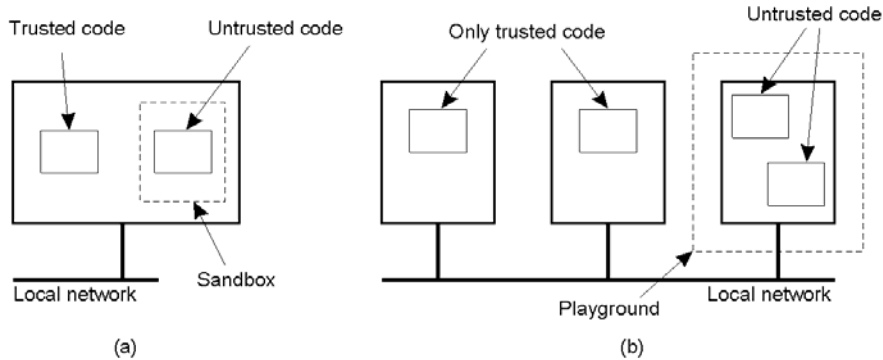 Trusted code
Untrusted code
Sandbox
Local network
(a)
Only trusted code
Untrusted code
Playground
Local network
(b)